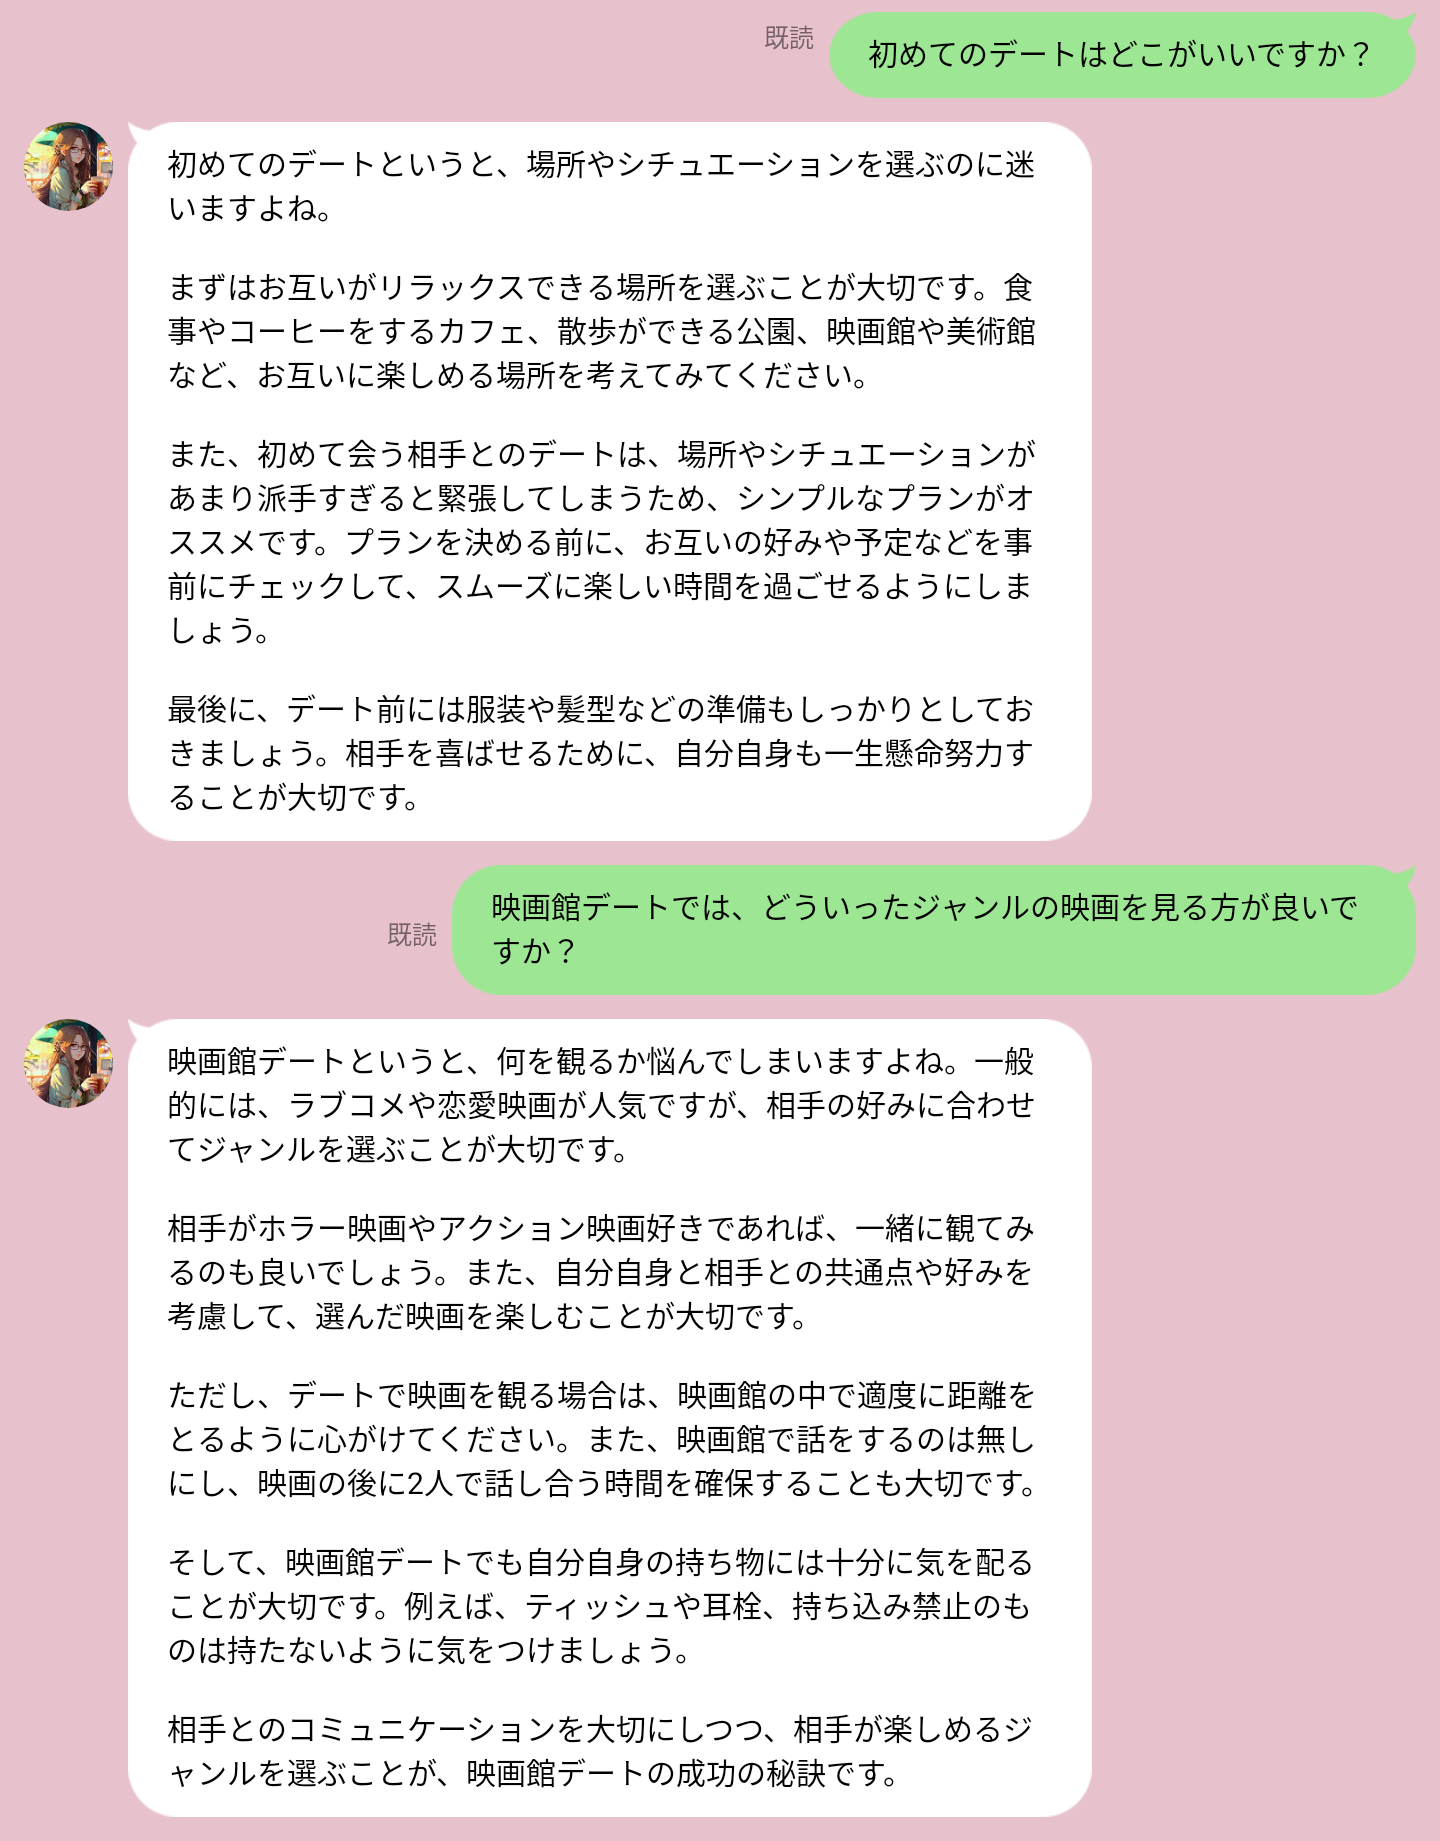 既読
初めてのデートはどこがいいですか？
初めてのデートというと、場所やシチュエーションを選ぶのに迷
いますよね。
まずはお互いがリラックスできる場所を選ぶことが大切です。食
事やコーヒーをするカフェ、散歩ができる公園、映画館や美術館
など、お互いに楽しめる場所を考えてみてください。
また、初めて会う相手とのデートは、場所やシチュエーションが
あまり派手すぎると緊張してしまうため、シンプルなプランがオ
ススメです。プランを決める前に、お互いの好みや予定などを事
前にチェックして、スムーズに楽しい時間を過ごせるようにしま
しょう。
最後に、デート前には服装や髪型などの準備もしっかりとしてお
きましょう。相手を喜ばせるために、自分自身も一生懸命努力す
ることが大切です。
映画館デートでは、どういったジャンルの映画を見る方が良いで
すか？
既読
映画館デートというと、何を観るか悩んでしまいますよね。一般
的には、ラブコメや恋愛映画が人気ですが、相手の好みに合わせ
てジャンルを選ぶことが大切です。
相手がホラー映画やアクション映画好きであれば、一緒に観てみ
るのも良いでしょう。また、自分自身と相手との共通点や好みを
考慮して、選んだ映画を楽しむことが大切です。
ただし、デートで映画を観る場合は、映画館の中で適度に距離を
とるように心がけてください。また、映画館で話をするのは無し
にし、映画の後に2人で話し合う時間を確保することも大切です。
そして、映画館デートでも自分自身の持ち物には十分に気を配る
ことが大切です。例えば、ティッシュや耳栓、持ち込み禁止のも
のは持たないように気をつけましょう。
相手とのコミュニケーションを大切にしつつ、相手が楽しめるジ
ャンルを選ぶことが、映画館デートの成功の秘訣です。